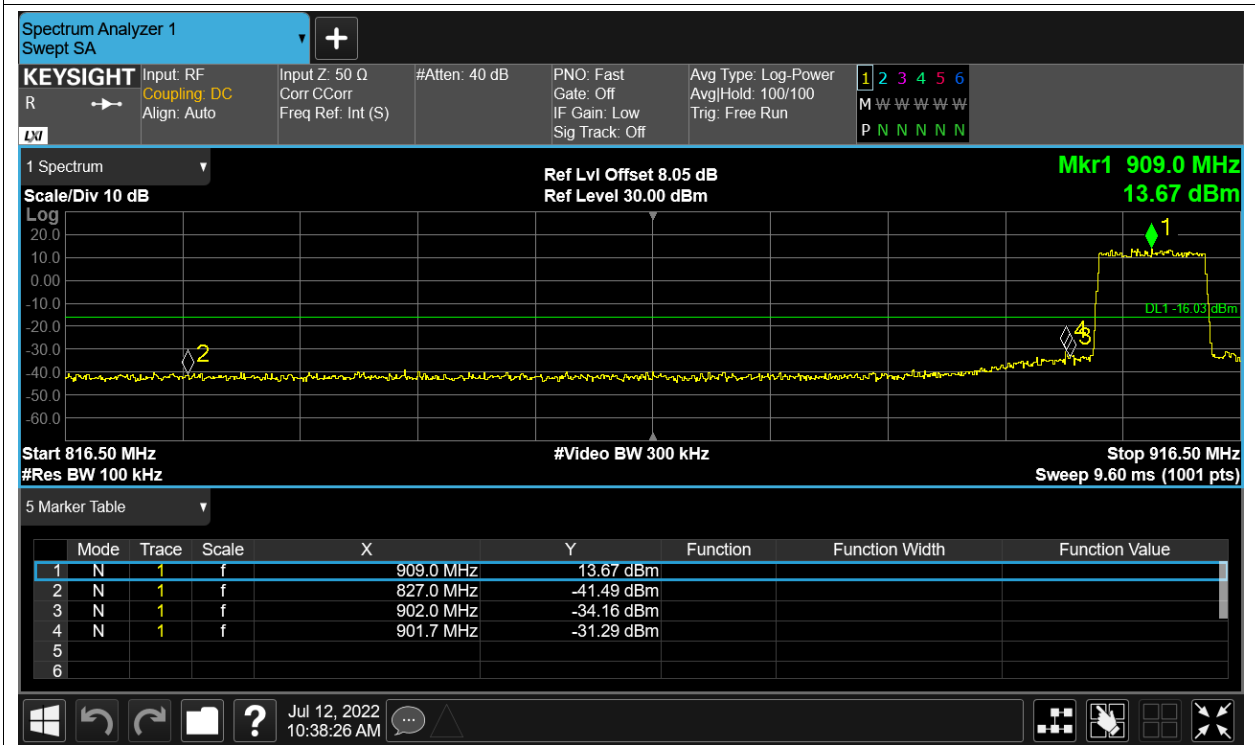 Spectrum Analyzer 1
Swept SA
+
KEYSIGHT Input: RF Input Z: 50 Ω #Atten: 40 dB PNO: Fast Avg Type: Log-Power 1 2 3 4 5 6
R Coupling: DC Corr CCorr Gate: Off Avg|Hold: 100/100 M W W W W W
Align: Auto Freq Ref: Int (S) IF Gain: Low Trig: Free Run
LXI Sig Track: Off P N N N N N
1 Spectrum Ref Lvl Offset 8.05 dB Mkr1 909.0 MHz
Scale/Div 10 dB Ref Level 30.00 dBm 13.67 dBm
Log
20.0 1
10.0
0.00
-10.0 DL1 -16.03 dBm
-20.0
-30.0 2 4 3
-40.0
-50.0
-60.0
Start 816.50 MHz #Video BW 300 kHz Stop 916.50 MHz
#Res BW 100 kHz Sweep 9.60 ms (1001 pts)
5 Marker Table
Mode Trace Scale X Y Function Function Width Function Value
1 N 1 f 909.0 MHz 13.67 dBm
2 N 1 f 827.0 MHz -41.49 dBm
3 N 1 f 902.0 MHz -34.16 dBm
4 N 1 f 901.7 MHz -31.29 dBm
5
6
? Jul 12, 2022
10:38:26 AM